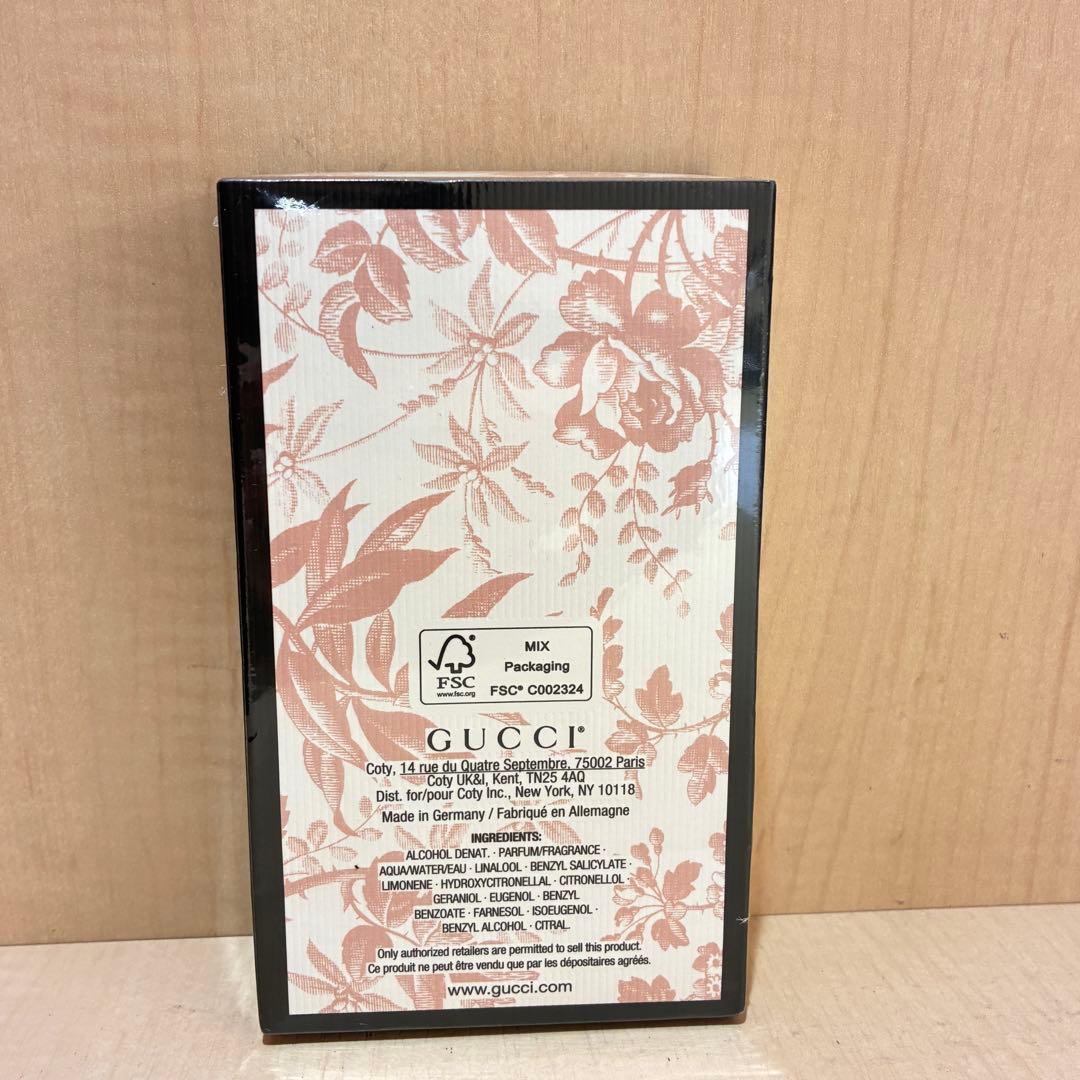 FSC
www.fsc.org
MIX
Packaging
FSC® C002324
GUCCI®
Coty, 14 rue du Quatre Septembre, 75002 Paris
Coty UK&I, Kent, TN25 4AQ
Dist. for/pour Coty Inc., New York, NY 10118
Made in Germany / Fabriqué en Allemagne
INGREDIENTS:
ALCOHOL DENAT. · PARFUM/FRAGRANCE ·
AQUA/WATER/EAU · LINALOOL · BENZYL SALICYLATE ·
LIMONENE · HYDROXYCITRONELLAL · CITRONELLOL ·
GERANIOL · EUGENOL · BENZYL
BENZOATE · FARNESOL · ISOEUGENOL ·
BENZYL ALCOHOL · CITRAL.
Only authorized retailers are permitted to sell this product.
Ce produit ne peut être vendu que par les dépositaires agréés.
www.gucci.com